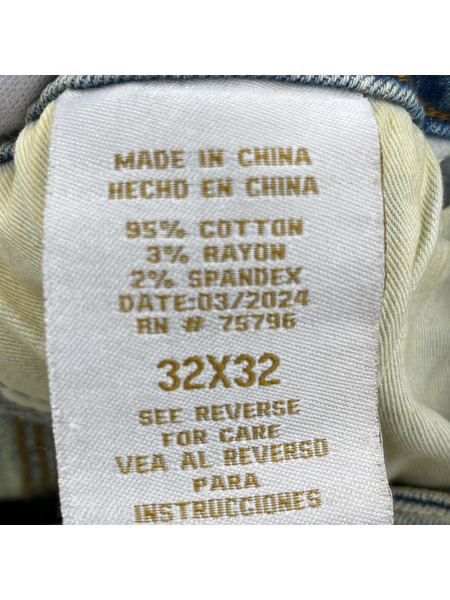 MADE IN CHINA
HECHO EN CHINA
95% COTTON
3% RAYON
2% SPANDEX
DATE:03/2024
RN # 75796
32X32
SEE REVERSE
FOR CARE
VEA AL REVERSO
PARA
INSTRUCCIONES